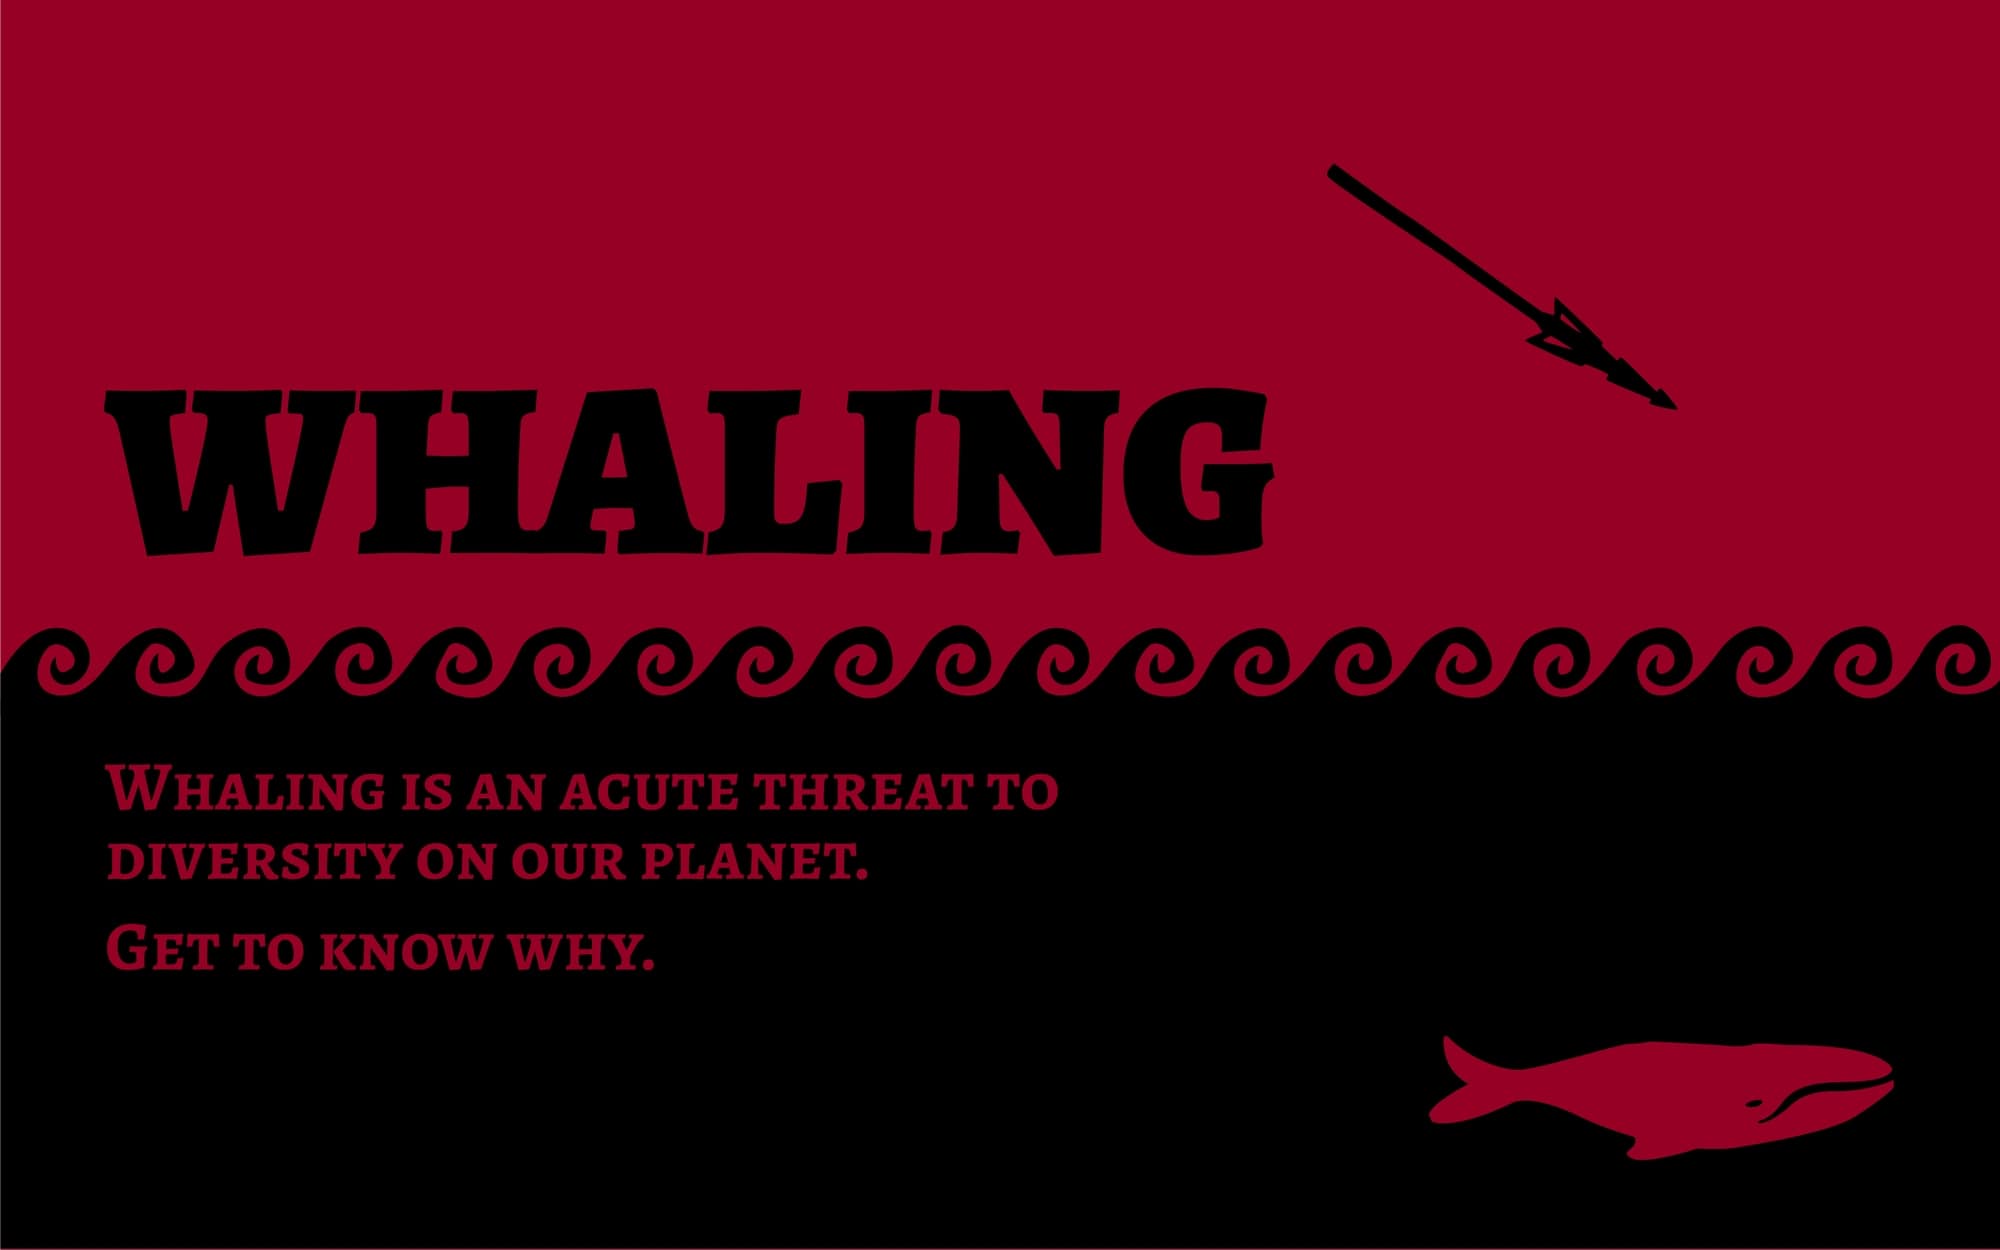 WHALING
Whaling is an acute threat to
diversity on our planet.
Get to know why.